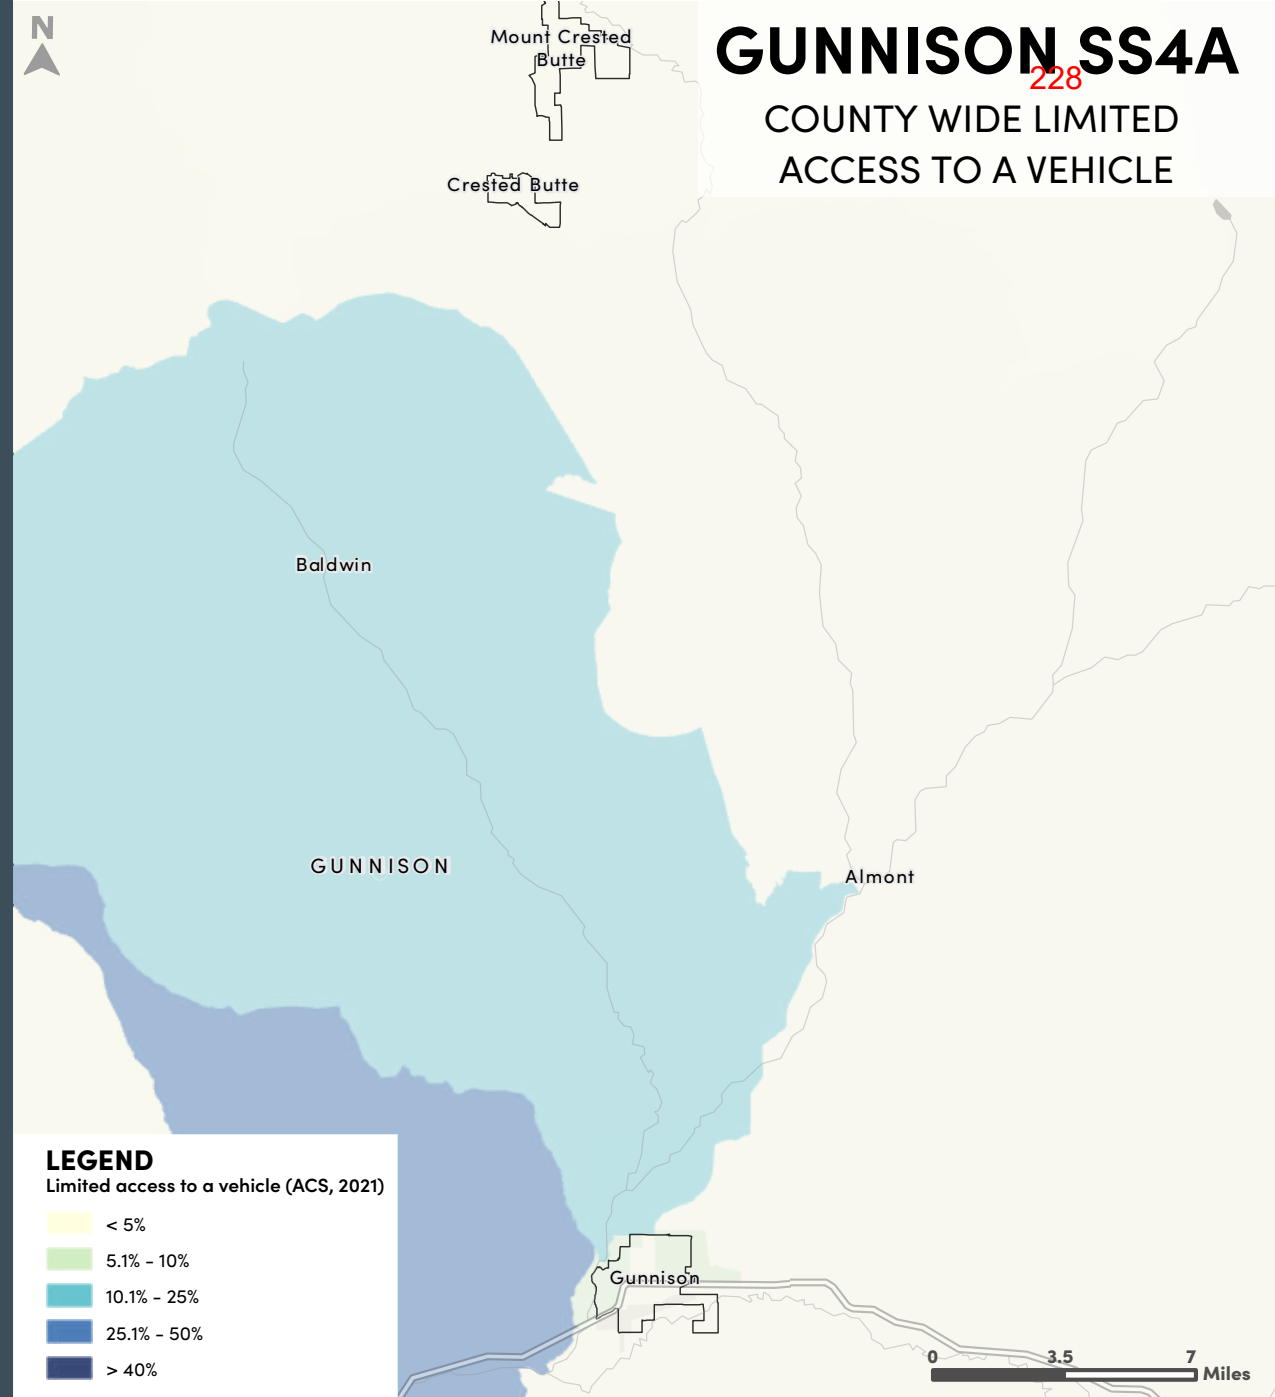 N
Mount Crested
Butte
GUNNISON SS4A
228
COUNTY WIDE LIMITED
ACCESS TO A VEHICLE
Crested Butte
Baldwin
GUNNISON
Almont
LEGEND
Limited access to a vehicle (ACS, 2021)
< 5%
5.1% - 10%
10.1% - 25%
25.1% - 50%
> 40%
Gunnison
0 3.5 7
Miles